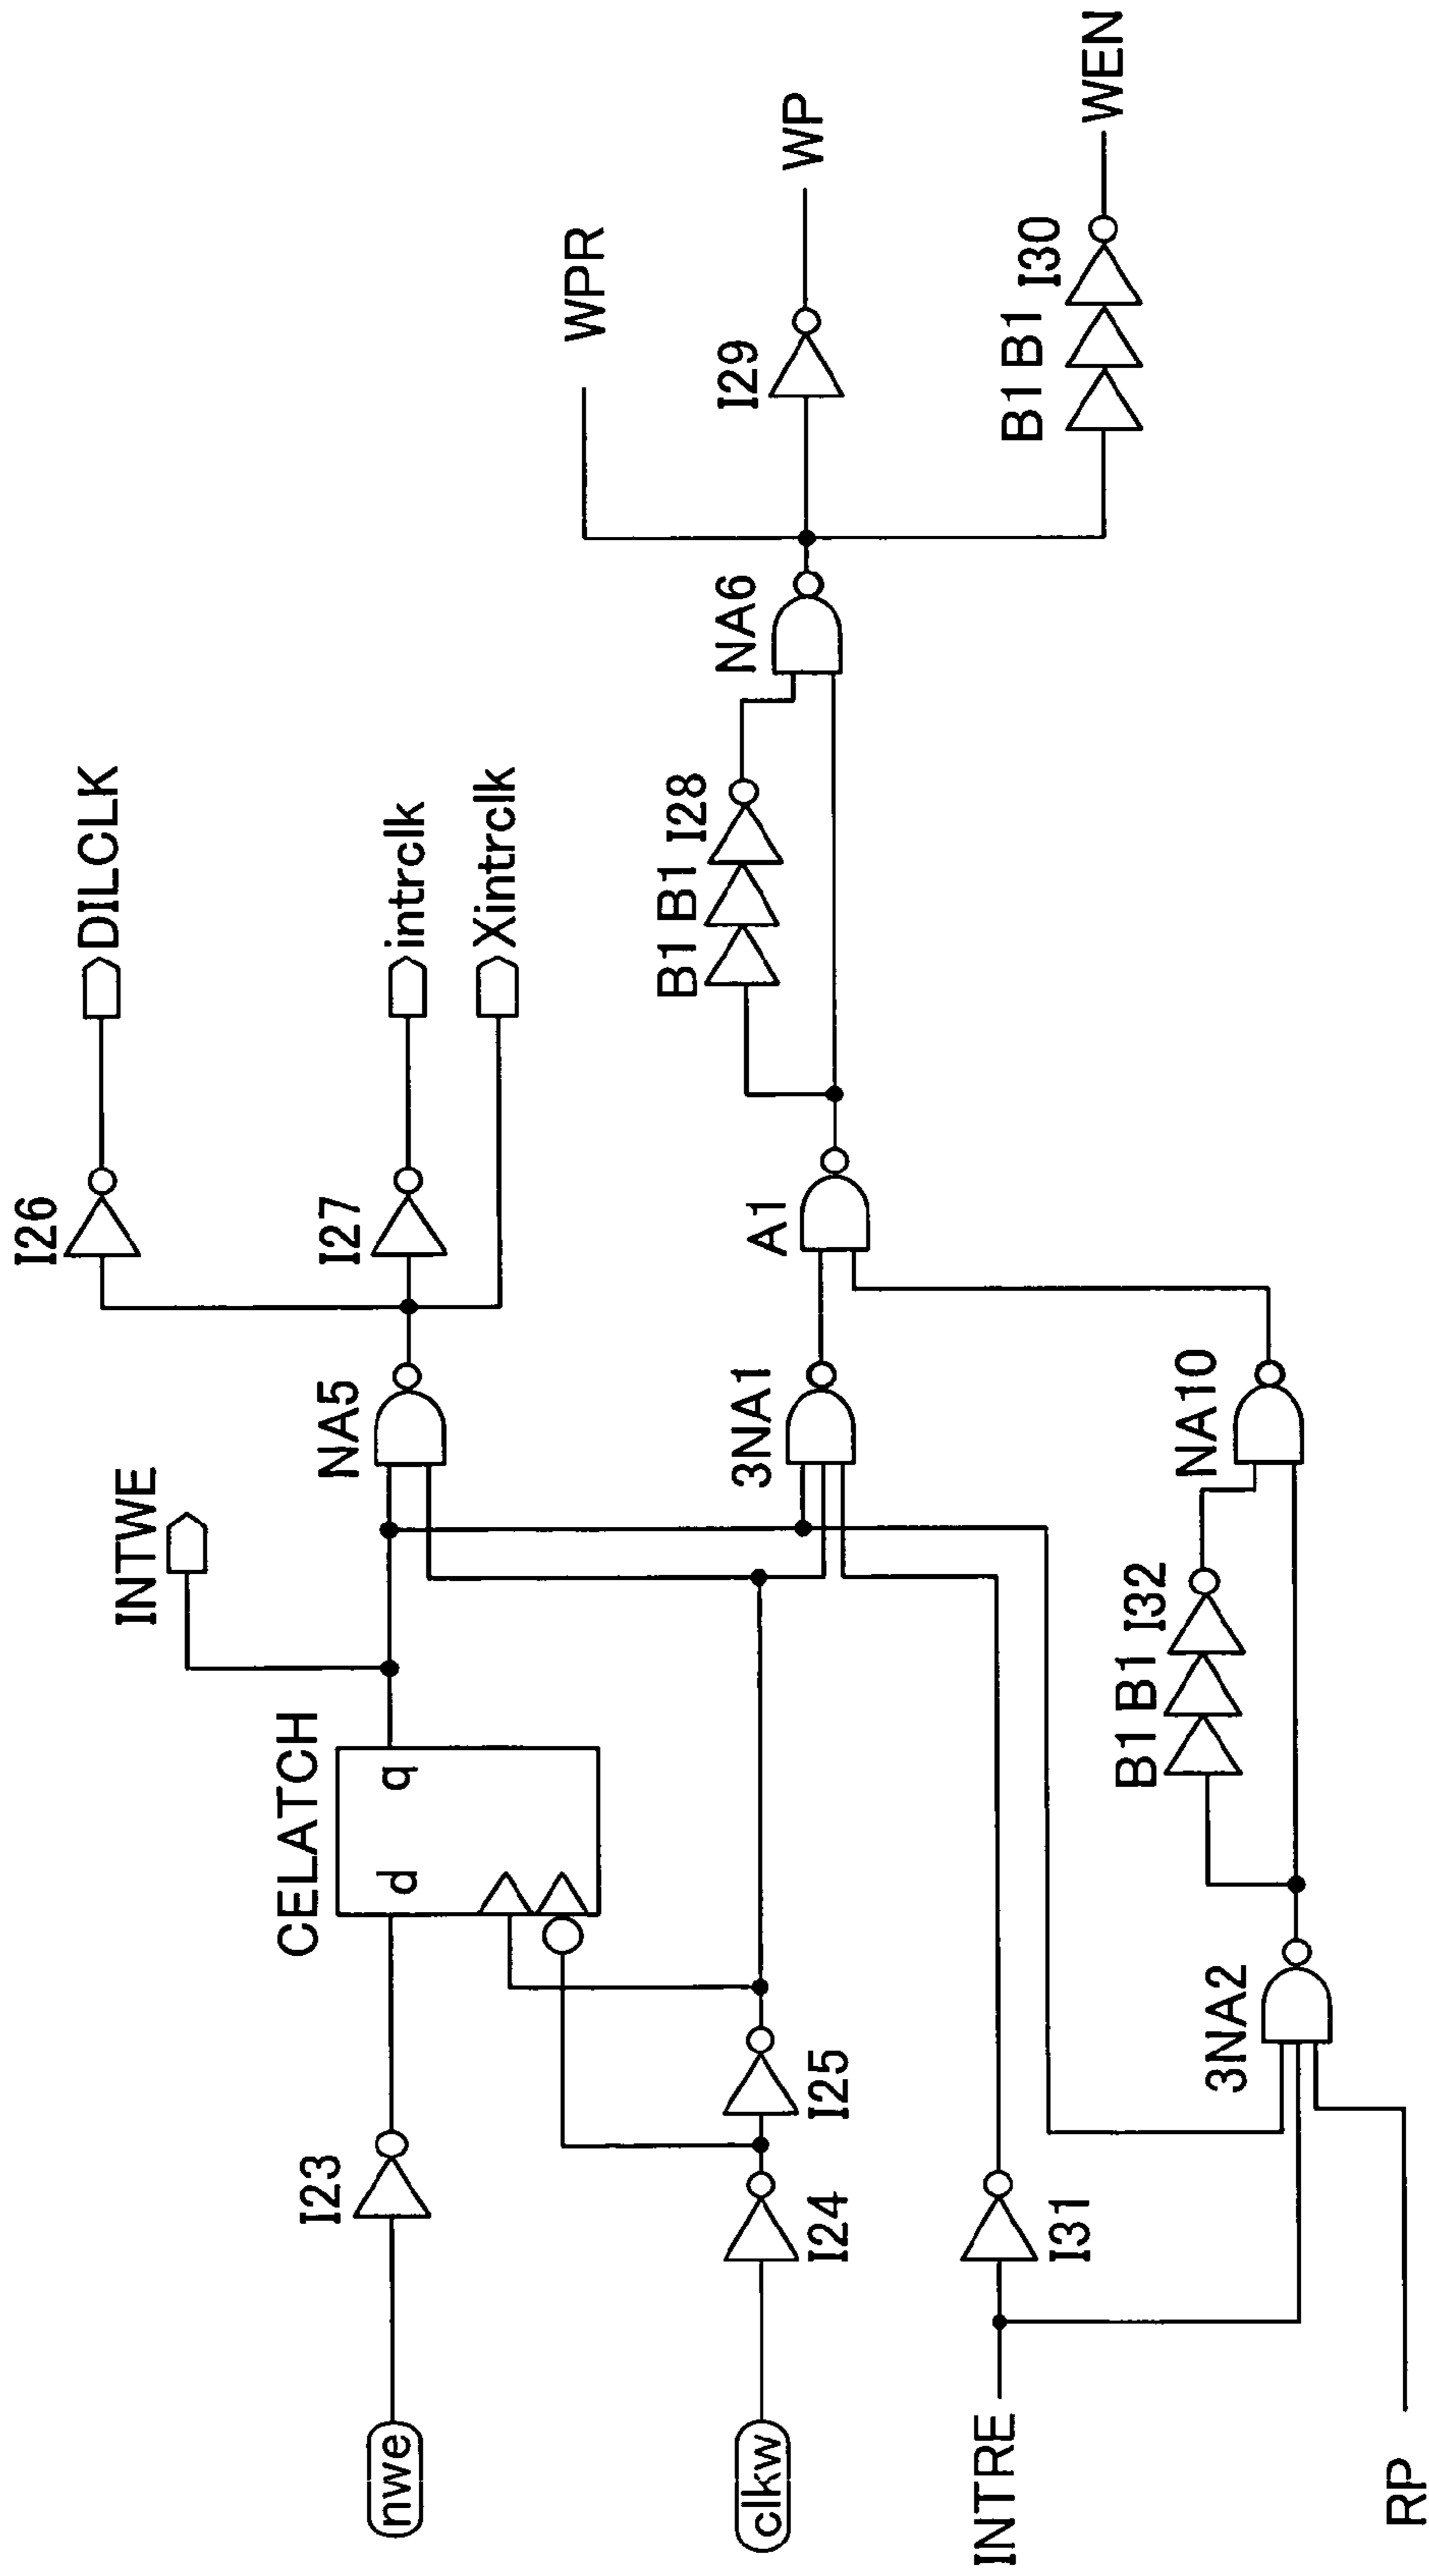 nwe
I23
CELATCH
d
q
INTWE
NA5
I26
DILCLK
I27
intrclk
Xintrclk
clkw
I24
I25
3NA1
A1
B1 B1 I28
NA6
WPR
I29
WP
B1 B1 I30
WEN
INTRE
I31
RP
3NA2
B1 B1 I32
NA10